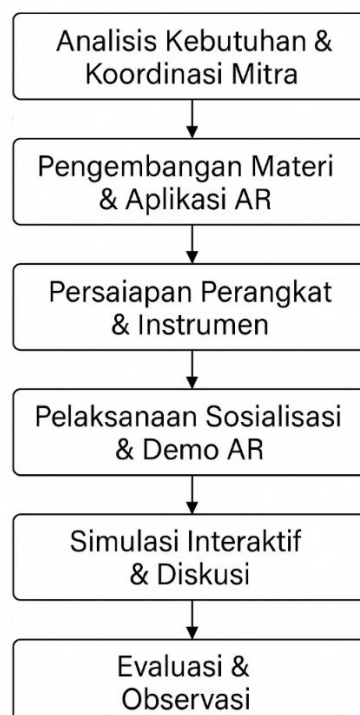 Analisis Kebutuhan &
Koordinasi Mitra
Pengembangan Materi
& Aplikasi AR
Persaiapan Perangkat
& Instrumen
Pelaksanaan Sosialisasi
& Demo AR
Simulasi Interaktif
& Diskusi
Evaluasi &
Observasi